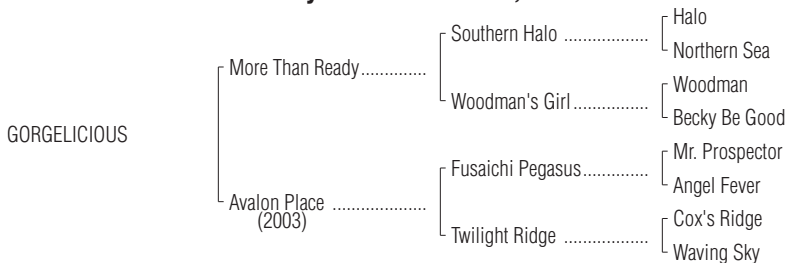 Halo
Southern Halo ...................
Northern Sea
More Than Ready..............
Woodman
Woodman's Girl.................
Becky Be Good
GORGELICIOUS
Mr. Prospector
Fusaichi Pegasus...............
Angel Fever
Avalon Place ....................
(2003)
Cox's Ridge
Twilight Ridge ...................
Waving Sky